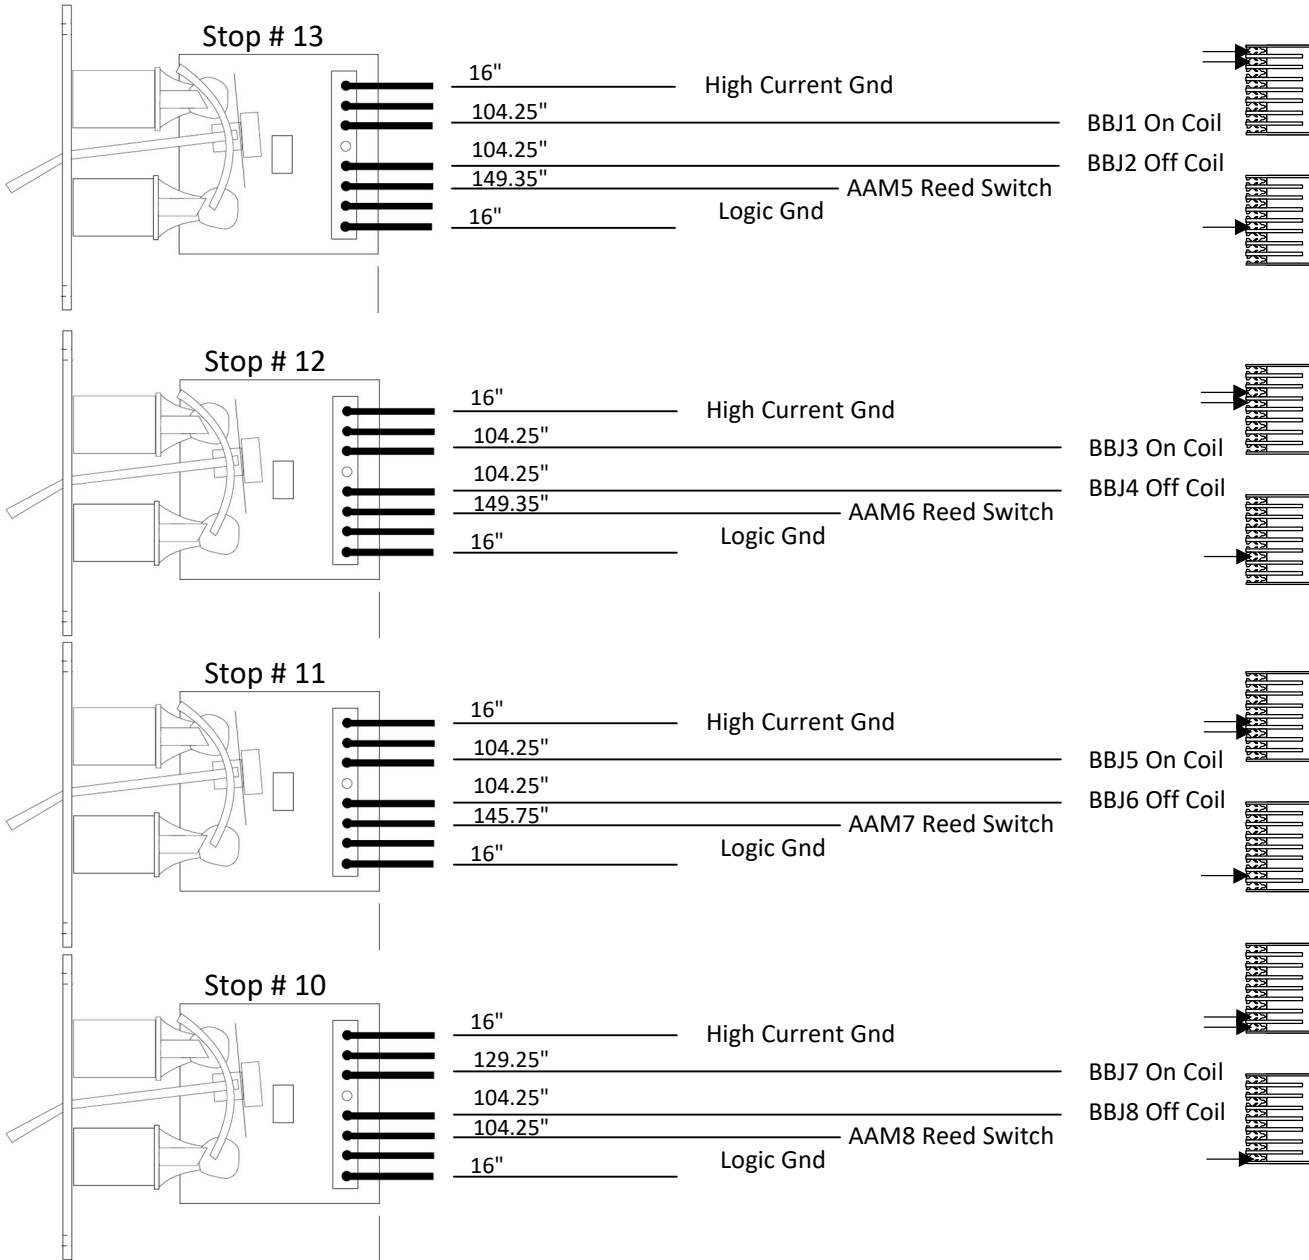 Stop # 13
16"
High Current Gnd
104.25"
BBJ1 On Coil
104.25"
BBJ2 Off Coil
149.35"
AAM5 Reed Switch
Logic Gnd
16"
Stop # 12
16"
High Current Gnd
104.25"
BBJ3 On Coil
104.25"
BBJ4 Off Coil
149.35"
AAM6 Reed Switch
Logic Gnd
16"
Stop # 11
16"
High Current Gnd
104.25"
BBJ5 On Coil
104.25"
BBJ6 Off Coil
145.75"
AAM7 Reed Switch
Logic Gnd
16"
Stop # 10
16"
High Current Gnd
129.25"
BBJ7 On Coil
104.25"
BBJ8 Off Coil
104.25"
AAM8 Reed Switch
Logic Gnd
16"